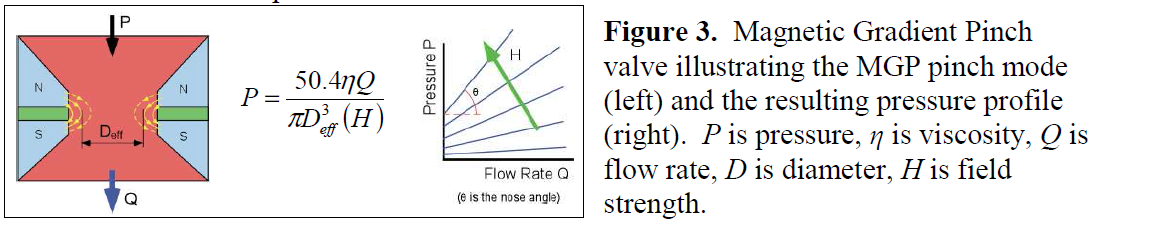 P
N
N
S
S
D_eff
Q
P = 50.4ηQ / πD³_eff (H)
Pressure P
H
θ
Flow Rate Q
(θ is the nose angle)
Figure 3. Magnetic Gradient Pinch
valve illustrating the MGP pinch mode
(left) and the resulting pressure profile
(right). P is pressure, η is viscosity, Q is
flow rate, D is diameter, H is field
strength.